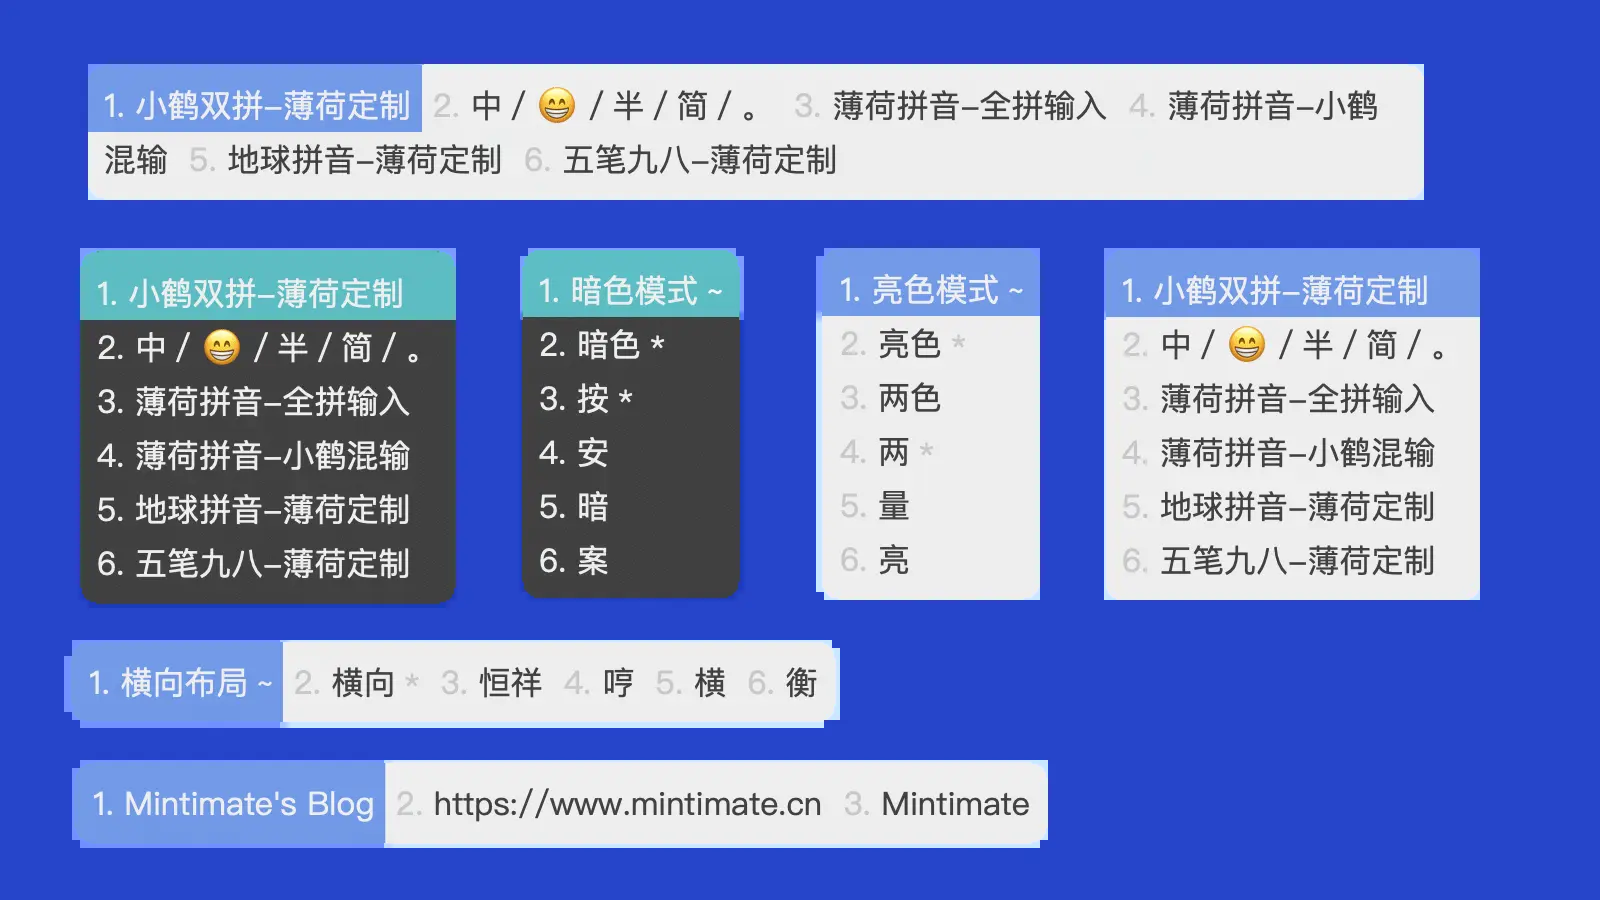 1. 小鹤双拼–薄荷定制 2. 中 / 😁 / 半 / 简 / 。 3. 薄荷拼音–全拼输入 4. 薄荷拼音–小鹤
混输 5. 地球拼音–薄荷定制 6. 五笔九八–薄荷定制
1. 小鹤双拼–薄荷定制
2. 中 / 😁 / 半 / 简 / 。
3. 薄荷拼音–全拼输入
4. 薄荷拼音–小鹤混输
5. 地球拼音–薄荷定制
6. 五笔九八–薄荷定制
1. 暗色模式 ~
2. 暗色 *
3. 按 *
4. 安
5. 暗
6. 案
1. 亮色模式 ~
2. 亮色 *
3. 两色
4. 两 *
5. 量
6. 亮
1. 小鹤双拼–薄荷定制
2. 中 / 😁 / 半 / 简 / 。
3. 薄荷拼音–全拼输入
4. 薄荷拼音–小鹤混输
5. 地球拼音–薄荷定制
6. 五笔九八–薄荷定制
1. 横向布局 ~ 2. 横向 * 3. 恒祥 4. 哼 5. 横 6. 衡
1. Mintimate's Blog 2. https://www.mintimate.cn 3. Mintimate